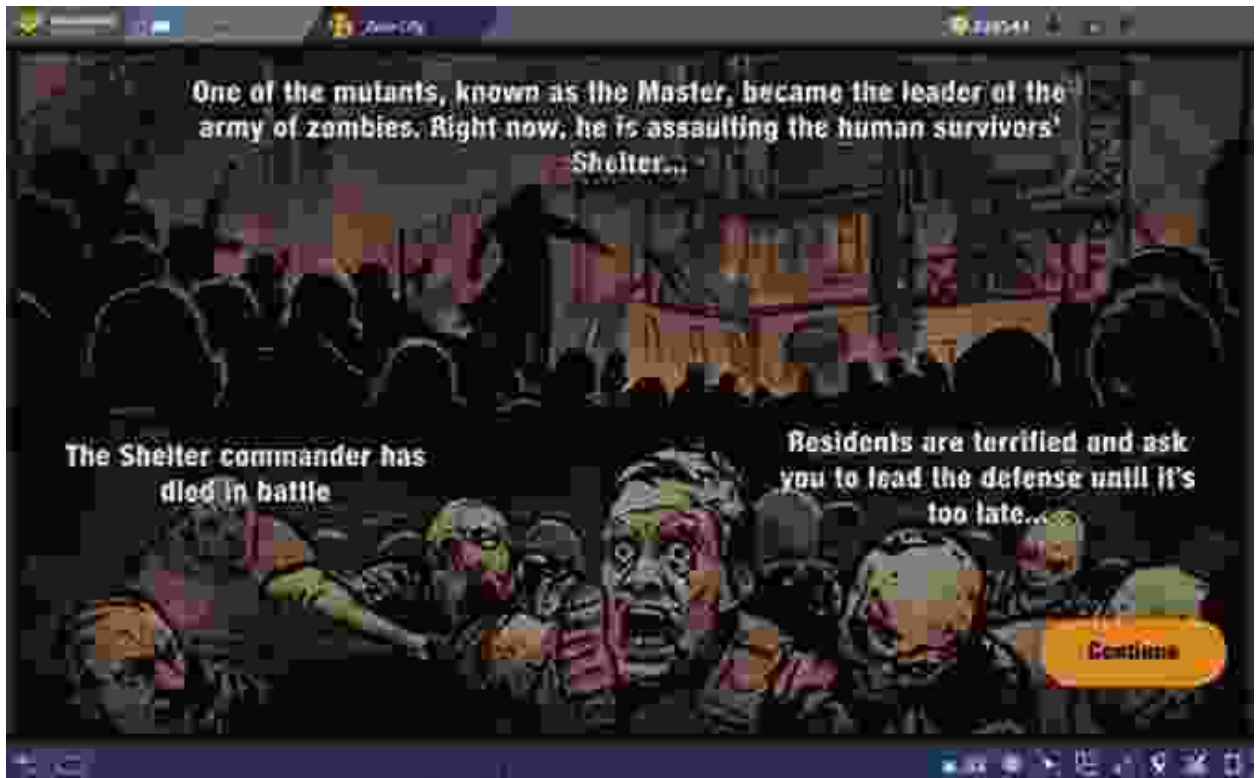 One of the mutants, known as the Master, became the leader of the
army of zombies. Right now, he is assaulting the human survivors'
Shelter...
The Shelter commander has
died in battle
Residents are terrified and ask
you to lead the defense until it's
too late...
Continue